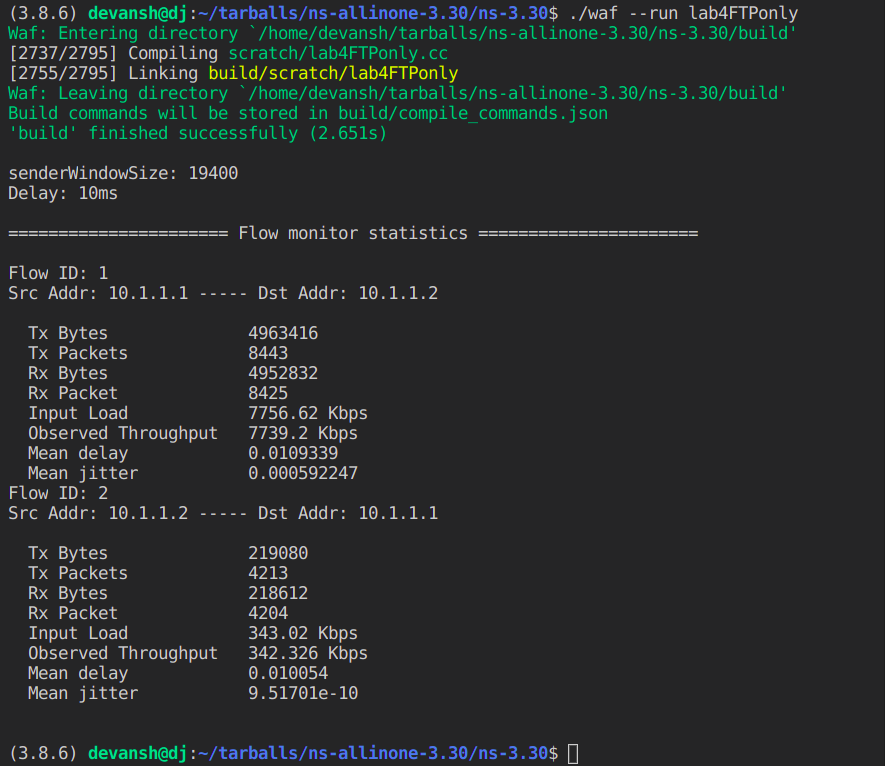 (3.8.6) devansh@dj:~/tarballs/ns-allinone-3.30/ns-3.30$ ./waf --run lab4FTPonly
Waf: Entering directory `/home/devansh/tarballs/ns-allinone-3.30/ns-3.30/build'
[2737/2795] Compiling scratch/lab4FTPonly.cc
[2755/2795] Linking build/scratch/lab4FTPonly
Waf: Leaving directory `/home/devansh/tarballs/ns-allinone-3.30/ns-3.30/build'
Build commands will be stored in build/compile_commands.json
'build' finished successfully (2.651s)
senderWindowSize: 19400
Delay: 10ms
====================== Flow monitor statistics ======================
Flow ID: 1
Src Addr: 10.1.1.1 ----- Dst Addr: 10.1.1.2
Tx Bytes 4963416
Tx Packets 8443
Rx Bytes 4952832
Rx Packet 8425
Input Load 7756.62 Kbps
Observed Throughput 7739.2 Kbps
Mean delay 0.0109339
Mean jitter 0.000592247
Flow ID: 2
Src Addr: 10.1.1.2 ----- Dst Addr: 10.1.1.1
Tx Bytes 219080
Tx Packets 4213
Rx Bytes 218612
Rx Packet 4204
Input Load 343.02 Kbps
Observed Throughput 342.326 Kbps
Mean delay 0.010054
Mean jitter 9.51701e-10
(3.8.6) devansh@dj:~/tarballs/ns-allinone-3.30/ns-3.30$